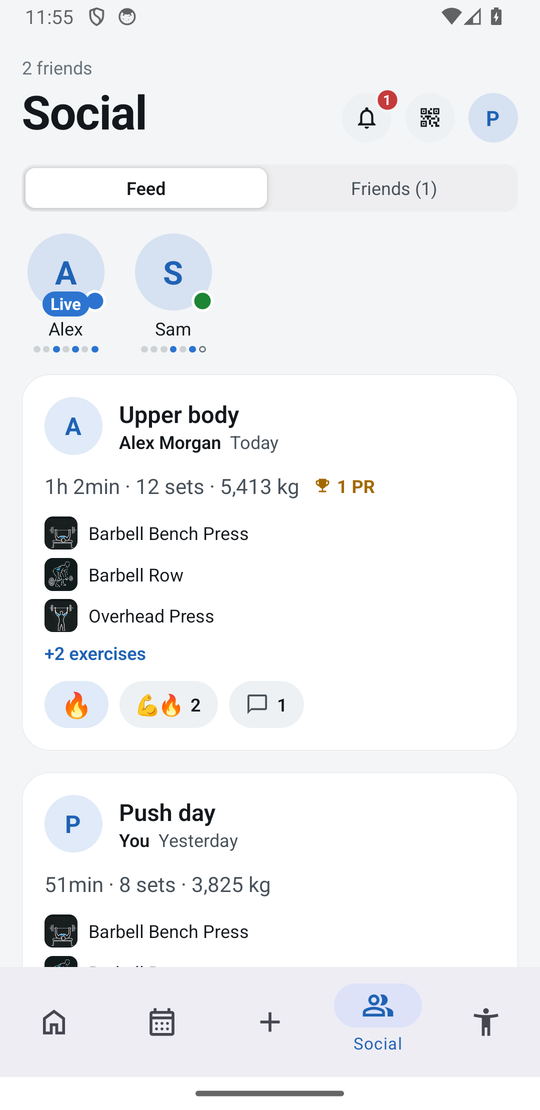 11:55
2 friends
Social
1
P
Feed
Friends (1)
A
S
Live
Alex
Sam
A
Upper body
Alex Morgan Today
1h 2min · 12 sets · 5,413 kg 1 PR
Barbell Bench Press
Barbell Row
Overhead Press
+2 exercises
2
1
P
Push day
You Yesterday
51min · 8 sets · 3,825 kg
Barbell Bench Press
Social